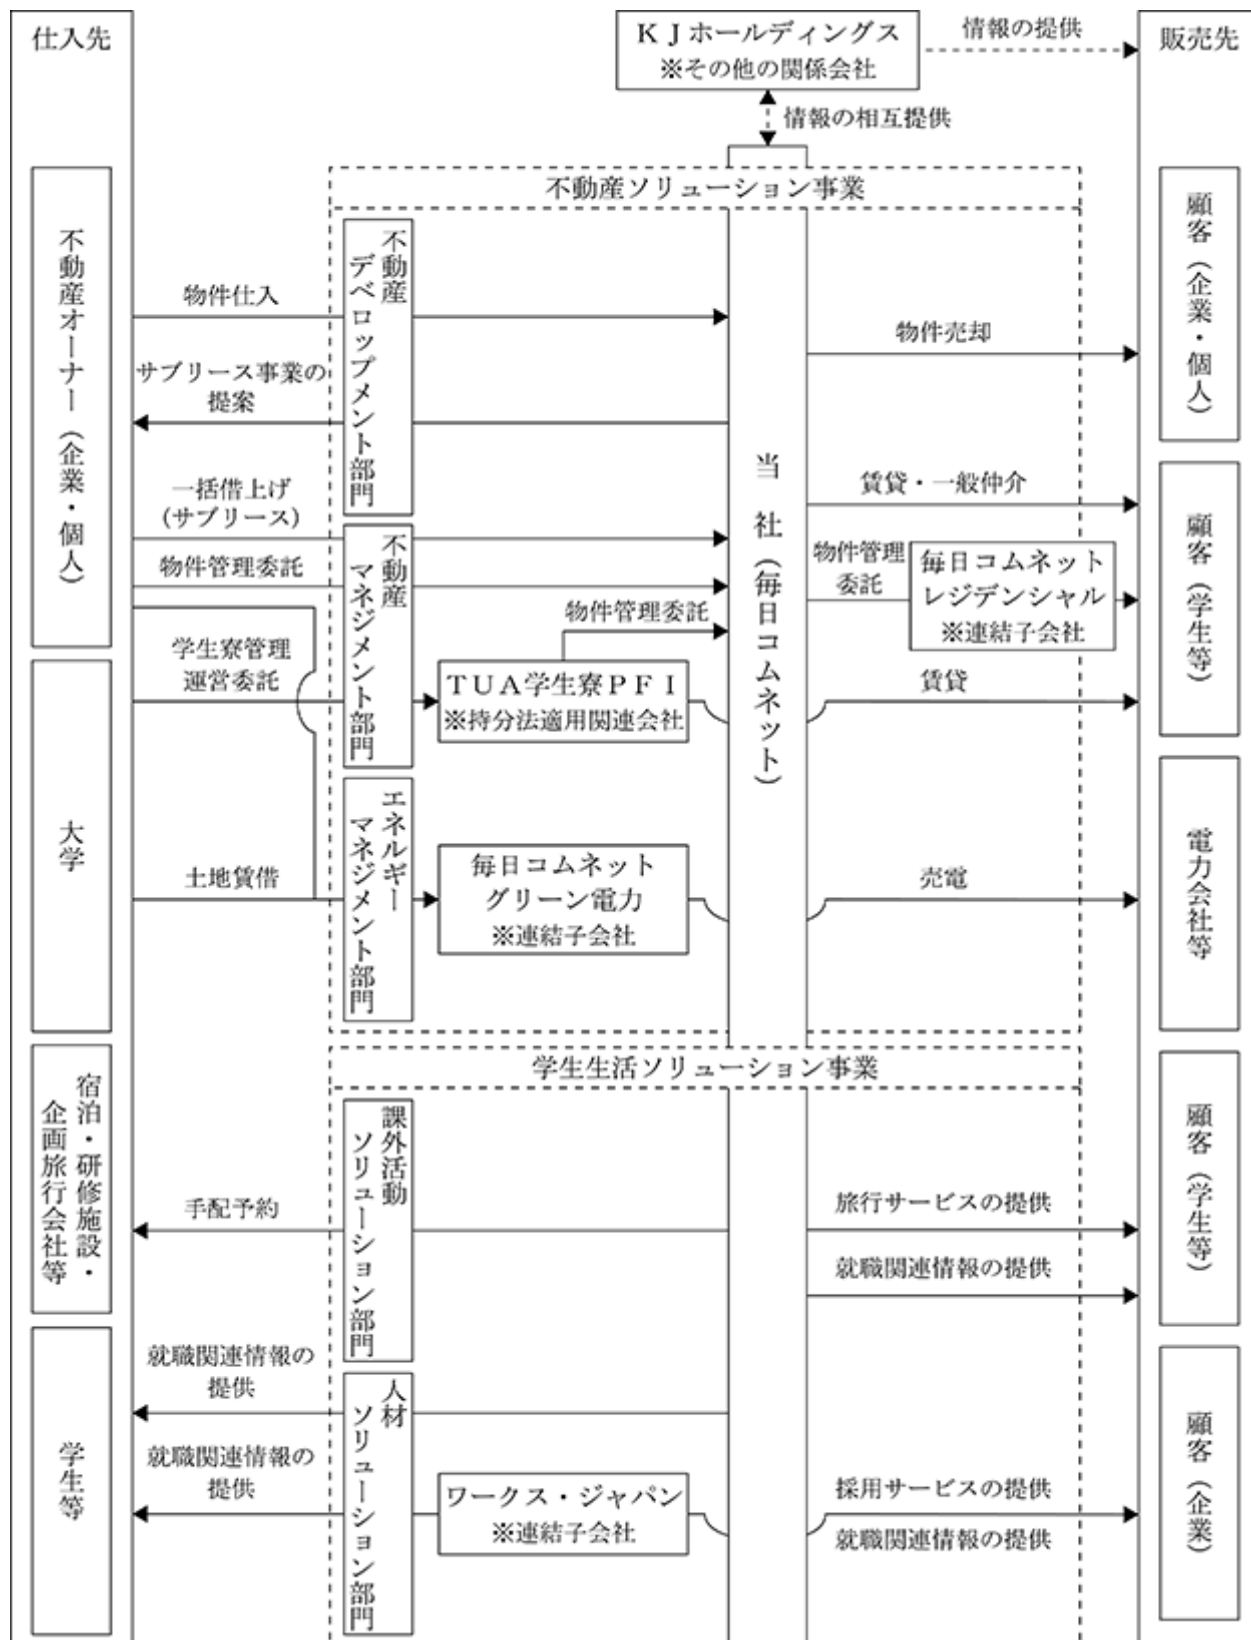 仕入先
KJホールディングス
※その他の関係会社
情報の提供
販売先
情報の相互提供
不動産ソリューション事業
不動産オーナー(企業・個人)
不動産
デベロップメント部門
物件仕入
サブリース事業の
提案
当 社(毎日コムネット)
物件売却
顧客(企業・個人)
一括借上げ
(サブリース)
物件管理委託
不動産
マネジメント部門
物件管理委託
賃貸・一般仲介
物件管理
委託
毎日コムネット
レジデンシャル
※連結子会社
顧客(学生等)
大学
学生寮管理
運営委託
TUA学生寮PFI
※持分法適用関連会社
賃貸
エネルギー
マネジメント部門
土地賃借
毎日コムネット
グリーン電力
※連結子会社
売電
電力会社等
学生生活ソリューション事業
宿泊・研修施設・
企画旅行会社等
課外活動
ソリューション部門
手配予約
旅行サービスの提供
就職関連情報の提供
顧客(学生等)
学生等
就職関連情報の
提供
人材
ソリューション部門
就職関連情報の
提供
ワークス・ジャパン
※連結子会社
採用サービスの提供
就職関連情報の提供
顧客(企業)